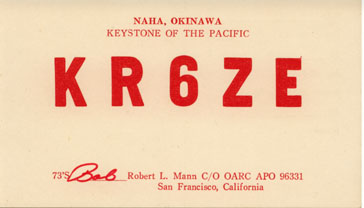 NAHA, OKINAWA
KEYSTONE OF THE PACIFIC
KR6ZE
73'S Bob Robert L. Mann C/O OARC APO 96331
San Francisco, California